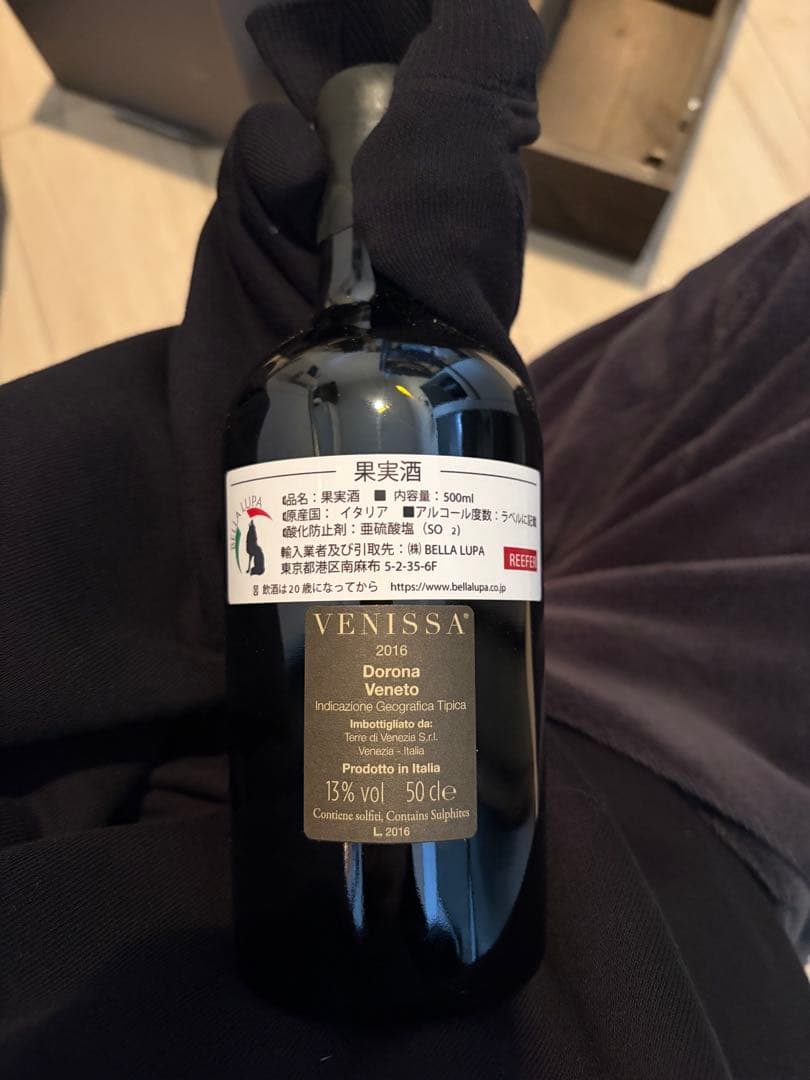 果実酒
BELLA LUPA
品名：果実酒 ■ 内容量：500ml
原産国： イタリア ■アルコール度数：ラベルに記載
酸化防止剤：亜硫酸塩（SO 2)
輸入業者及び引取先：㈱ BELLA LUPA
REEFER
東京都港区南麻布 5-2-35-6F
飲酒は20歳になってから https://www.bellalupa.co.jp
VENISSA®
2016
Dorona
Veneto
Indicazione Geografica Tipica
Imbottigliato da:
Terre di Venezia S.r.l.
Venezia - Italia
Prodotto in Italia
13% vol 50 cl e
Contiene solfiti, Contains Sulphites
L. 2016